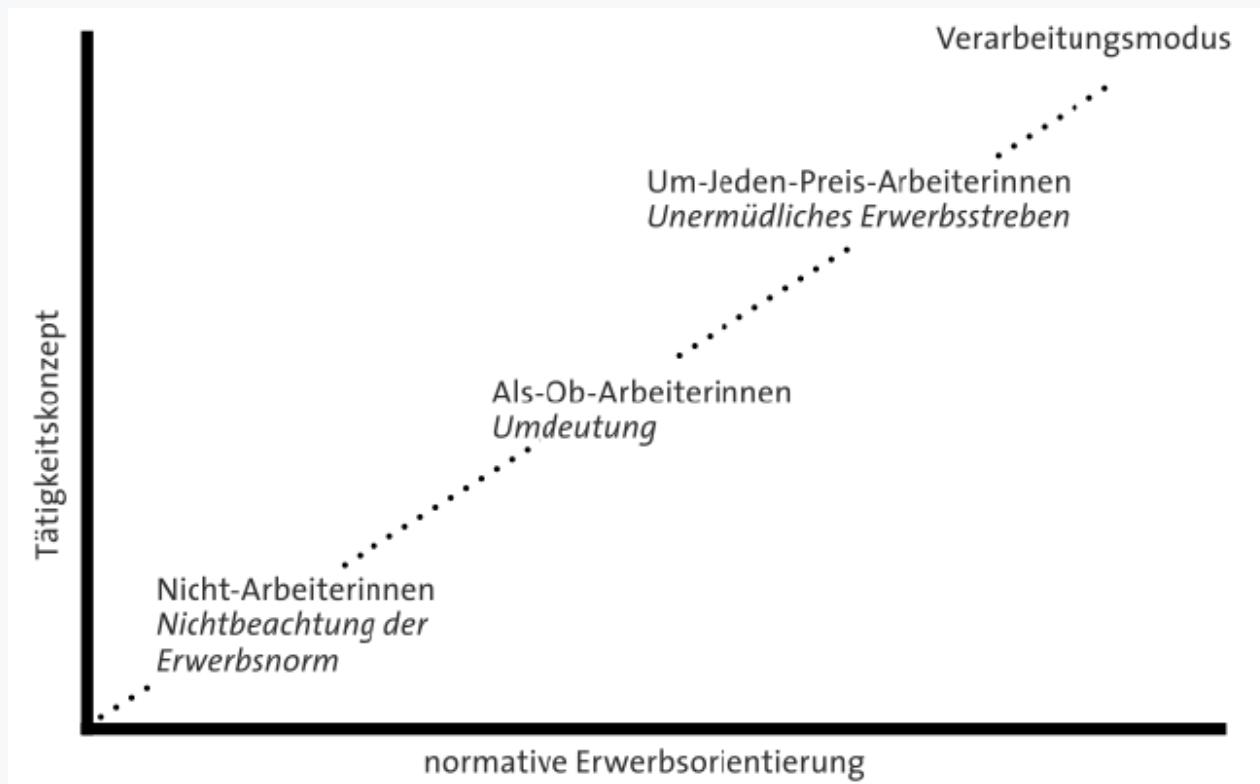 Verarbeitungsmodus
Um-Jeden-Preis-Arbeiterinnen
Unermüdliches Erwerbsstreben
Als-Ob-Arbeiterinnen
Umdeutung
Tätigkeitskonzept
Nicht-Arbeiterinnen
Nichtbeachtung der
Erwerbsnorm
normative Erwerbsorientierung